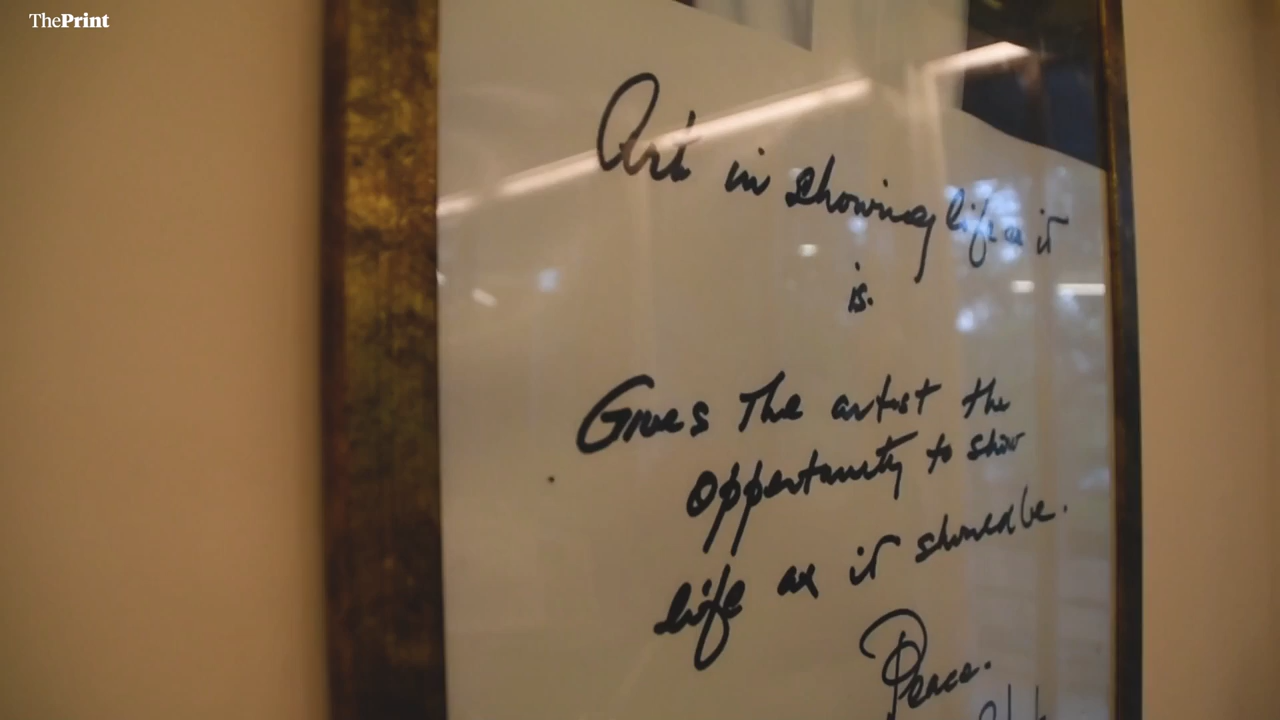 ThePrint
Art in showing life as it
is.
Gives The artist the
opportunity to show
life as it should be.
Peace.